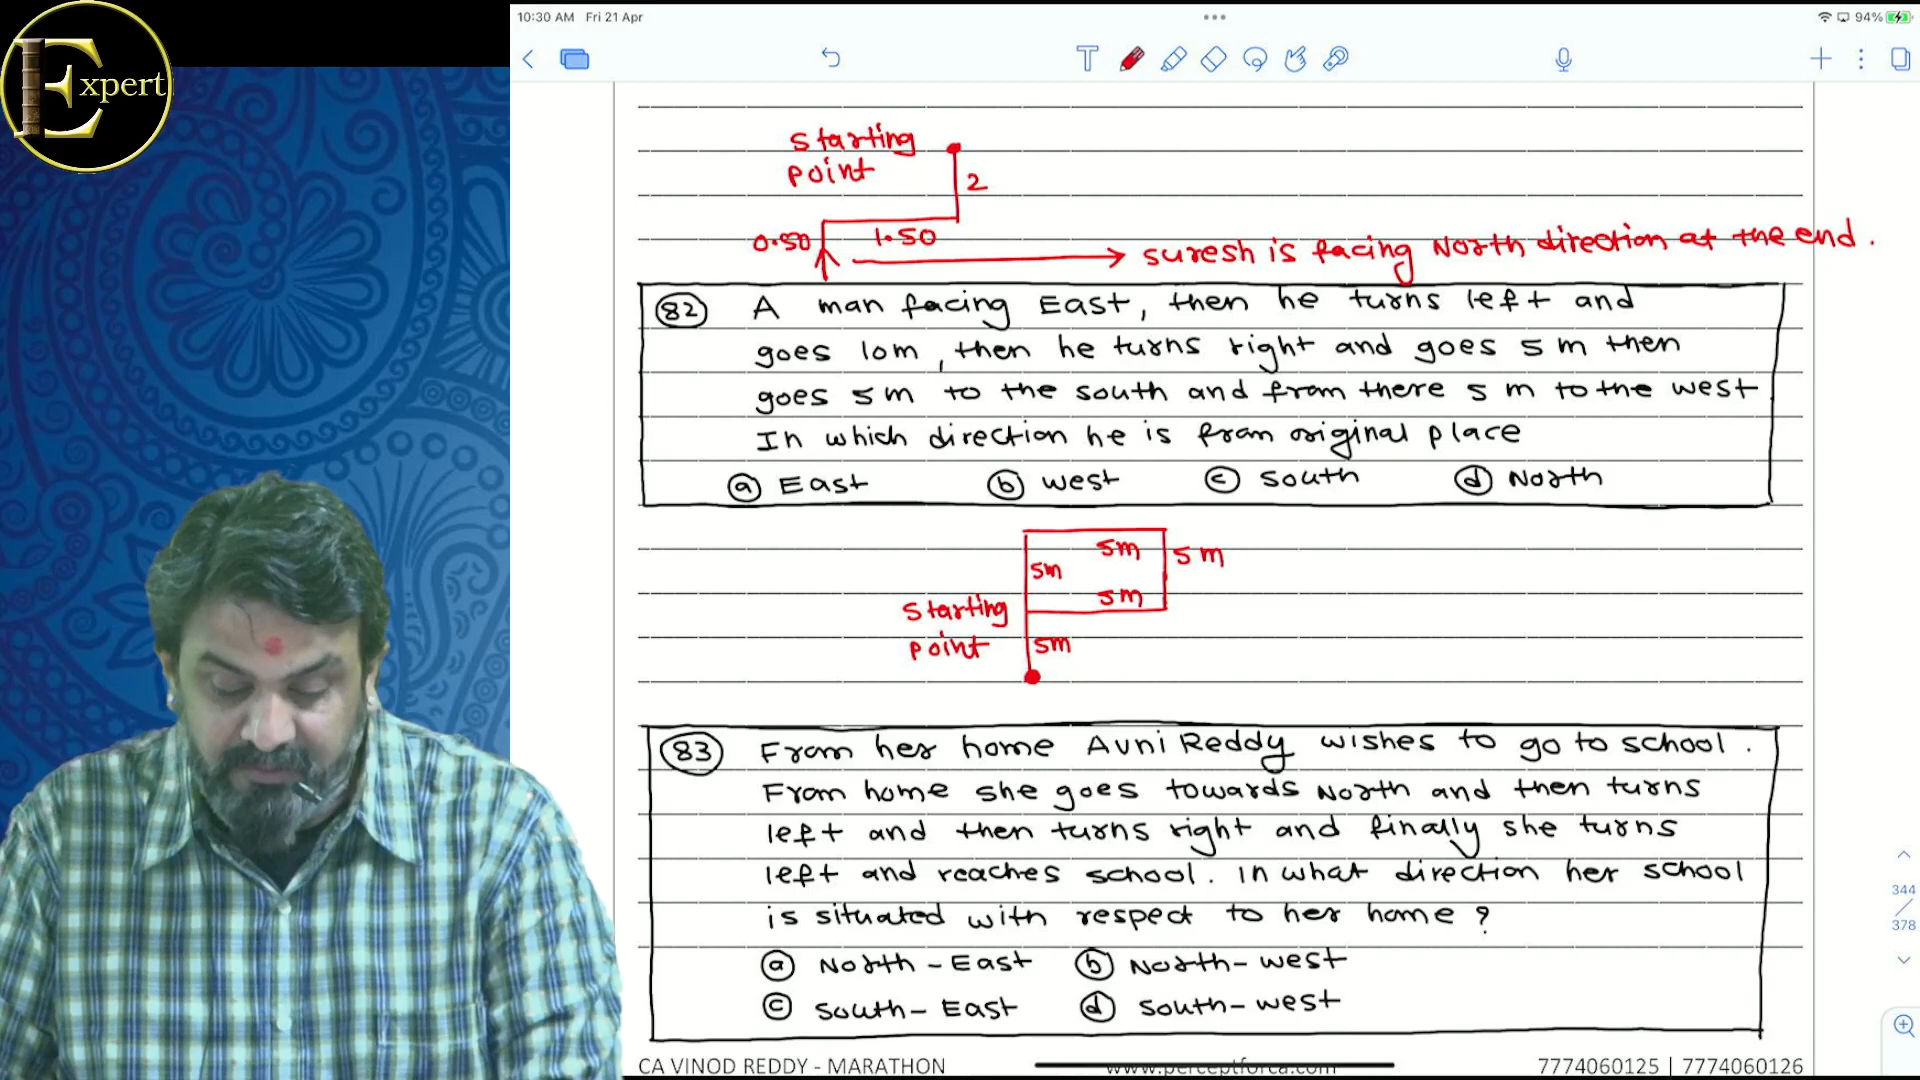 Expert
10:30 AM Fri 21 Apr
94%
Starting
point
2
0.50
1.50
Suresh is facing North direction at the end.
82 A man facing East, then he turns left and
goes 10m, then he turns right and goes 5 m then
goes 5 m to the south and from there 5 m to the west
In which direction he is from original place
a East b west c South d North
5m
5m
5m
5m
Starting
point
5m
83 From her home Avni Reddy wishes to go to school.
From home she goes towards North and then turns
left and then turns right and finally she turns
left and reaches school. In what direction her school
is situated with respect to her home?
a North-East b North-west
c South-East d South-west
344
378
CA VINOD REDDY - MARATHON
www.perceptforca.com
7774060125 | 7774060126